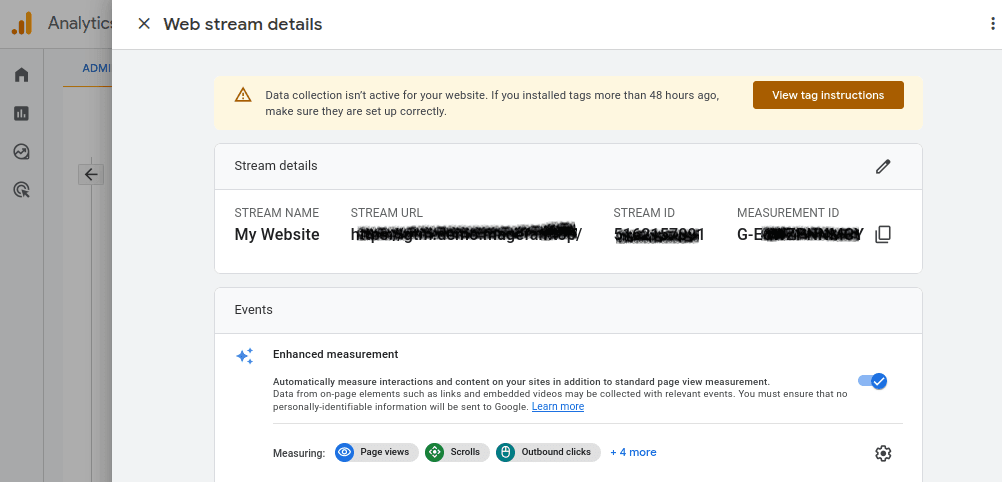 Analytics
Web stream details
ADMI
Data collection isn't active for your website. If you installed tags more than 48 hours ago,
make sure they are set up correctly.
View tag instructions
Stream details
STREAM NAME STREAM URL STREAM ID MEASUREMENT ID
My Website
Events
Enhanced measurement
Automatically measure interactions and content on your sites in addition to standard page view measurement.
Data from on-page elements such as links and embedded videos may be collected with relevant events. You must ensure that no
personally-identifiable information will be sent to Google. Learn more
Measuring: Page views Scrolls Outbound clicks + 4 more